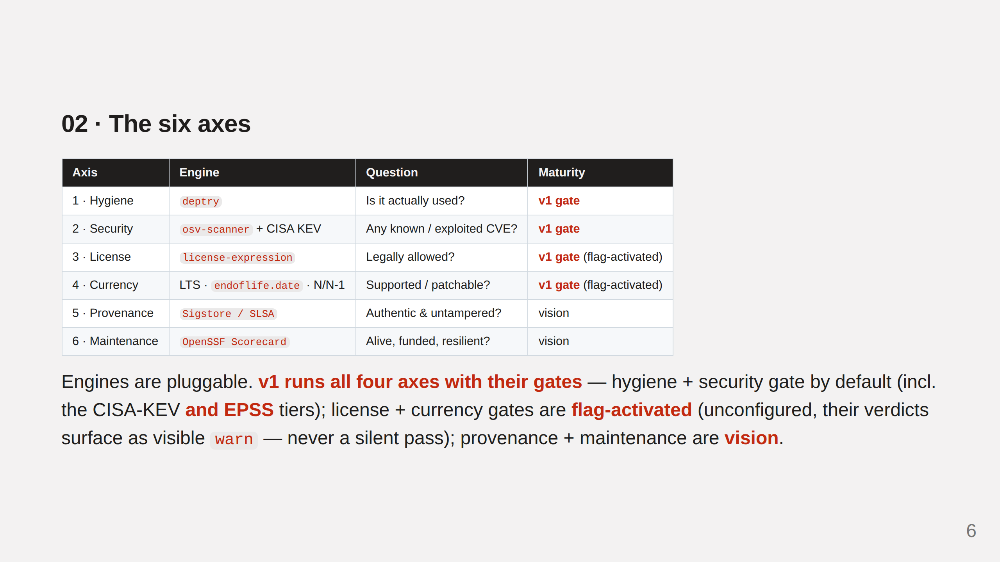 02 · The six axes
Axis Engine Question Maturity
1 · Hygiene deptry Is it actually used? v1 gate
2 · Security osv-scanner + CISA KEV Any known / exploited CVE? v1 gate
3 · License license-expression Legally allowed? v1 gate (flag-activated)
4 · Currency LTS · endoflife.date · N/N-1 Supported / patchable? v1 gate (flag-activated)
5 · Provenance Sigstore / SLSA Authentic & untampered? vision
6 · Maintenance OpenSSF Scorecard Alive, funded, resilient? vision
Engines are pluggable. v1 runs all four axes with their gates — hygiene + security gate by default (incl.
the CISA-KEV and EPSS tiers); license + currency gates are flag-activated (unconfigured, their verdicts
surface as visible warn — never a silent pass); provenance + maintenance are vision.
6